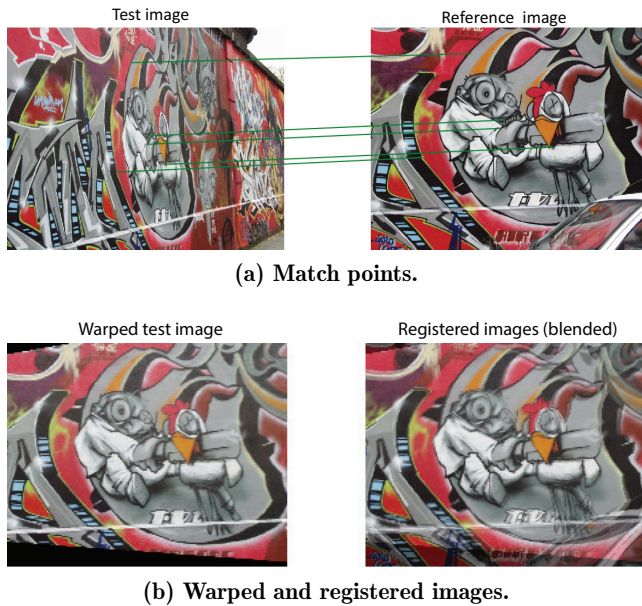 Test image
Reference image
(a) Match points.
Warped test image
Registered images (blended)
(b) Warped and registered images.